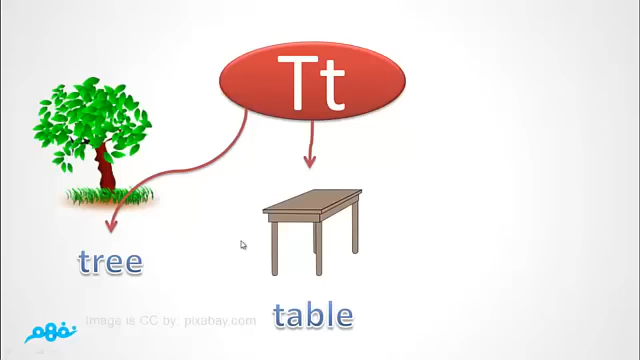 Tt
tree
table
Image is CC by: pixabay.com
نفهم